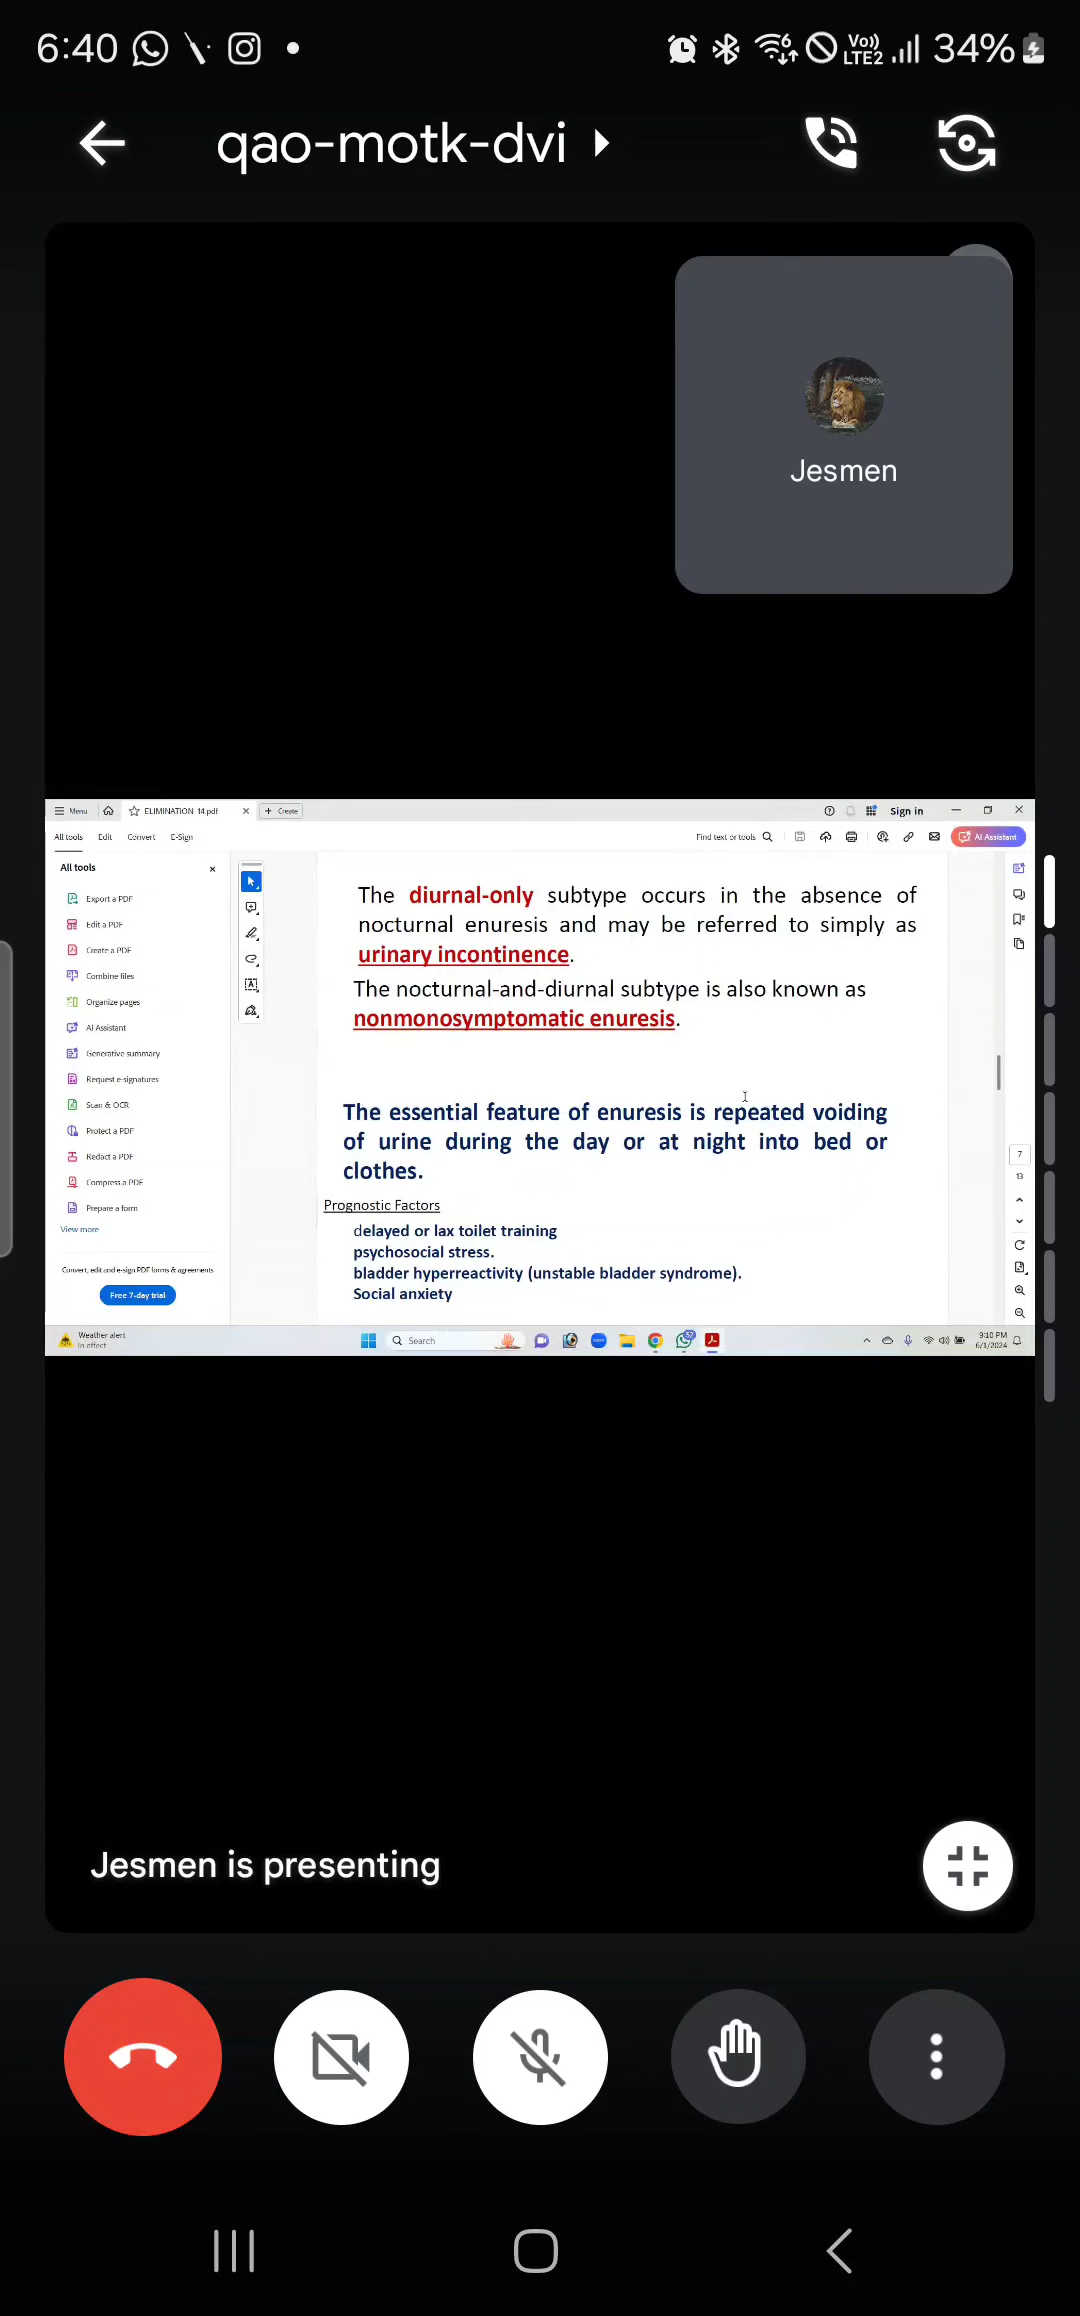 6:40
Vo))
LTE2
34%
qao-motk-dvi
Jesmen
Menu
ELIMINATION 14.pdf
Create
Sign in
All tools
Edit
Convert
E-Sign
Find text or tools
AI Assistant
All tools
Export a PDF
Edit a PDF
Create a PDF
Combine files
Organize pages
AI Assistant
Generative summary
Request e-signatures
Scan & OCR
Protect a PDF
Redact a PDF
Compress a PDF
Prepare a form
View more
Convert, edit and e-sign PDF forms & agreements
Free 7-day trial
The diurnal-only subtype occurs in the absence of
nocturnal enuresis and may be referred to simply as
urinary incontinence.
The nocturnal-and-diurnal subtype is also known as
nonmonosymptomatic enuresis.
The essential feature of enuresis is repeated voiding
of urine during the day or at night into bed or
clothes.
Prognostic Factors
delayed or lax toilet training
psychosocial stress.
bladder hyperreactivity (unstable bladder syndrome).
Social anxiety
7
13
Weather alert
In effect
Search
52
9:10 PM
6/1/2024
Jesmen is presenting